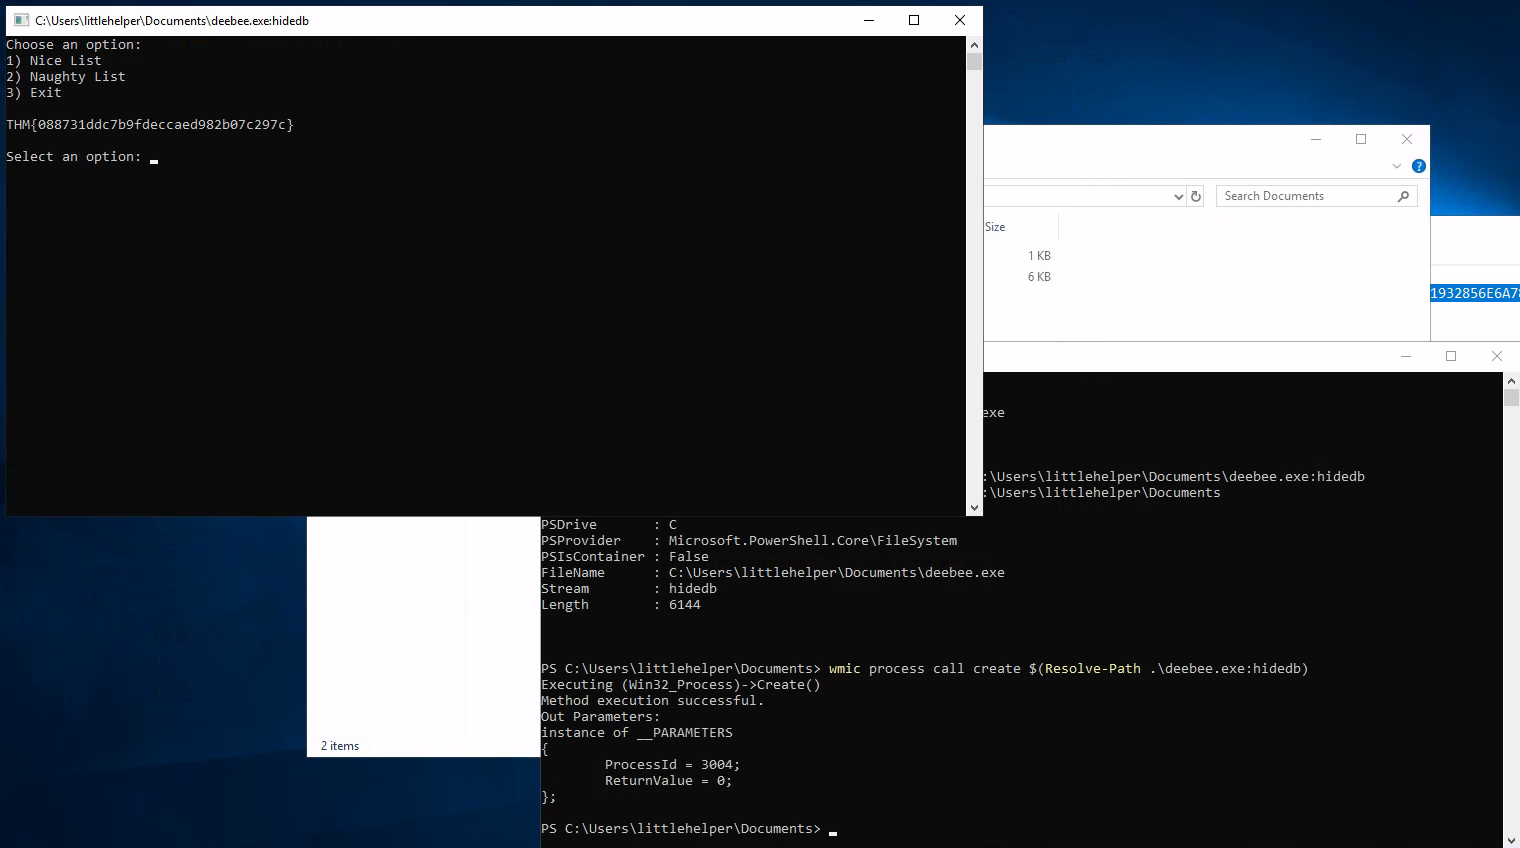 C:\Users\littlehelper\Documents\deebee.exe:hidedb
Choose an option:
1) Nice List
2) Naughty List
3) Exit
THM{088731ddc7b9fdeccaed982b07c297c}
Select an option:
Search Documents
Size
1 KB
6 KB
1932856E6A78
exe
:\Users\littlehelper\Documents\deebee.exe:hidedb
:\Users\littlehelper\Documents
PSDrive : C
PSProvider : Microsoft.PowerShell.Core\FileSystem
PSIsContainer : False
FileName : C:\Users\littlehelper\Documents\deebee.exe
Stream : hidedb
Length : 6144
PS C:\Users\littlehelper\Documents> wmic process call create $(Resolve-Path .\deebee.exe:hidedb)
Executing (Win32_Process)->Create()
Method execution successful.
Out Parameters:
instance of __PARAMETERS
{
ProcessId = 3004;
ReturnValue = 0;
};
PS C:\Users\littlehelper\Documents>
2 items